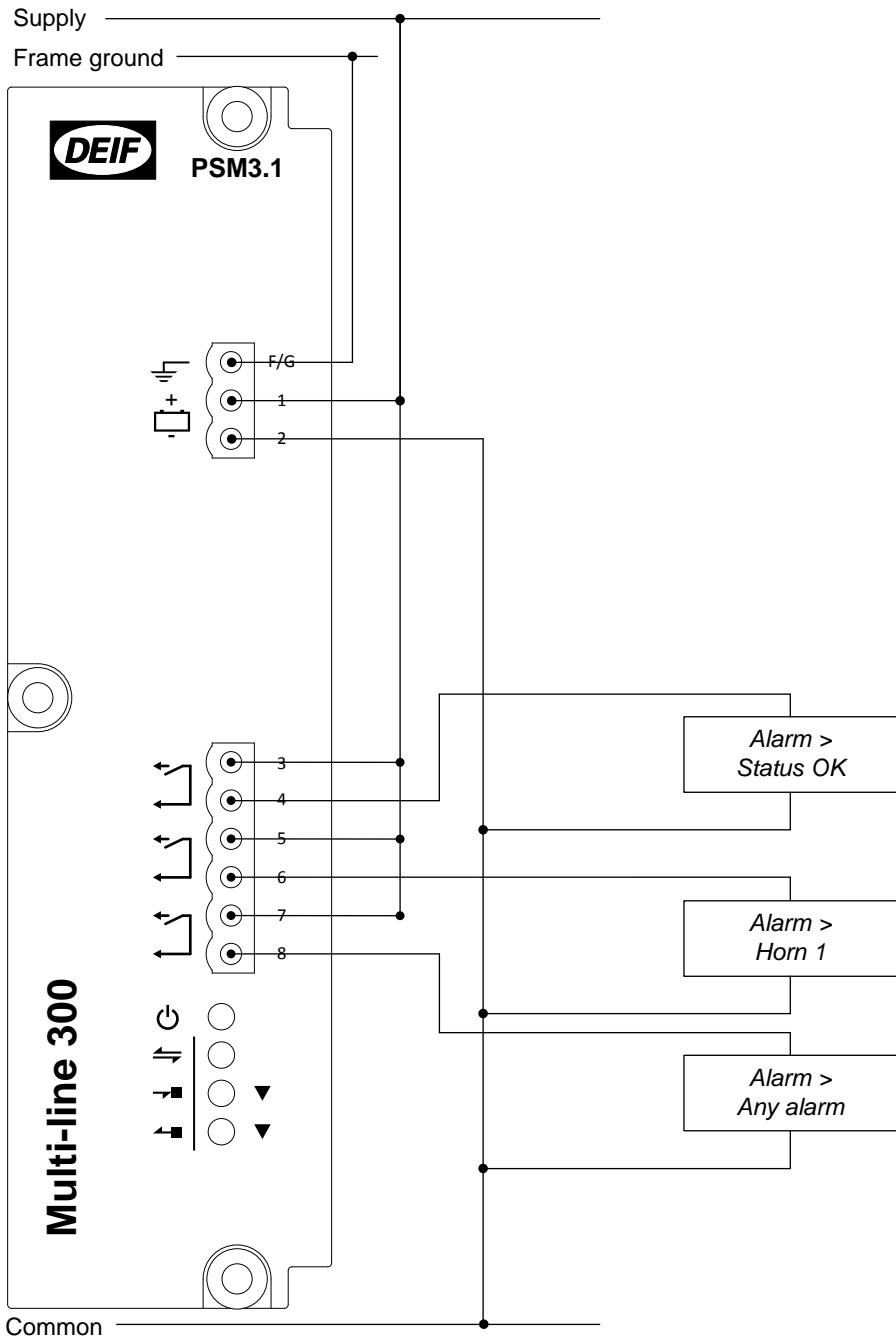 Supply
Frame ground
DEIF
PSM3.1
F/G
+
1
-
2
3
4
Alarm >
Status OK
5
6
7
Alarm >
Horn 1
8
Multi-line 300
Alarm >
Any alarm
Common